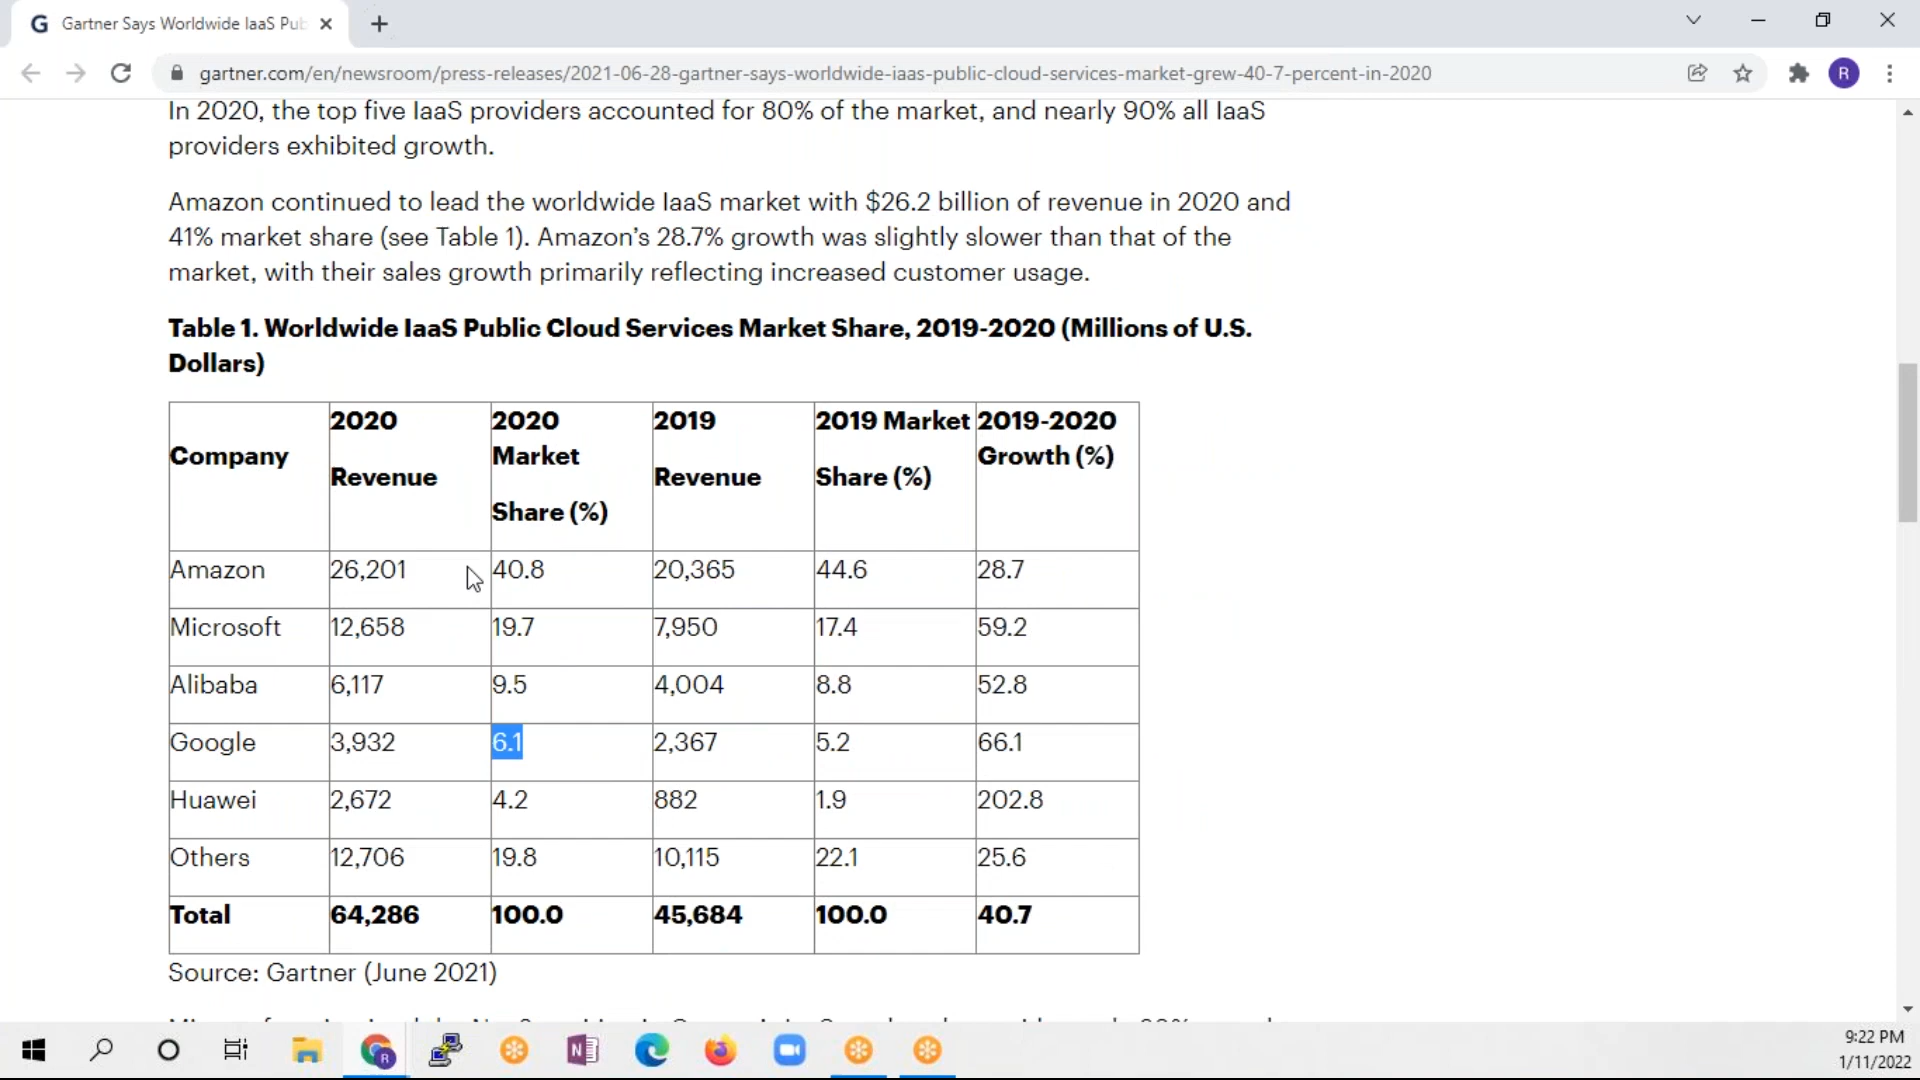 G Gartner Says Worldwide IaaS Pub
gartner.com/en/newsroom/press-releases/2021-06-28-gartner-says-worldwide-iaas-public-cloud-services-market-grew-40-7-percent-in-2020
R
In 2020, the top five IaaS providers accounted for 80% of the market, and nearly 90% all IaaS
providers exhibited growth.
Amazon continued to lead the worldwide IaaS market with $26.2 billion of revenue in 2020 and
41% market share (see Table 1). Amazon’s 28.7% growth was slightly slower than that of the
market, with their sales growth primarily reflecting increased customer usage.
Table 1. Worldwide IaaS Public Cloud Services Market Share, 2019-2020 (Millions of U.S.
Dollars)
Company 2020 Revenue 2020 Market Share (%) 2019 Revenue 2019 Market Share (%) 2019-2020 Growth (%)
Amazon 26,201 40.8 20,365 44.6 28.7
Microsoft 12,658 19.7 7,950 17.4 59.2
Alibaba 6,117 9.5 4,004 8.8 52.8
Google 3,932 6.1 2,367 5.2 66.1
Huawei 2,672 4.2 882 1.9 202.8
Others 12,706 19.8 10,115 22.1 25.6
Total 64,286 100.0 45,684 100.0 40.7
Source: Gartner (June 2021)
R
N
9:22 PM
1/11/2022